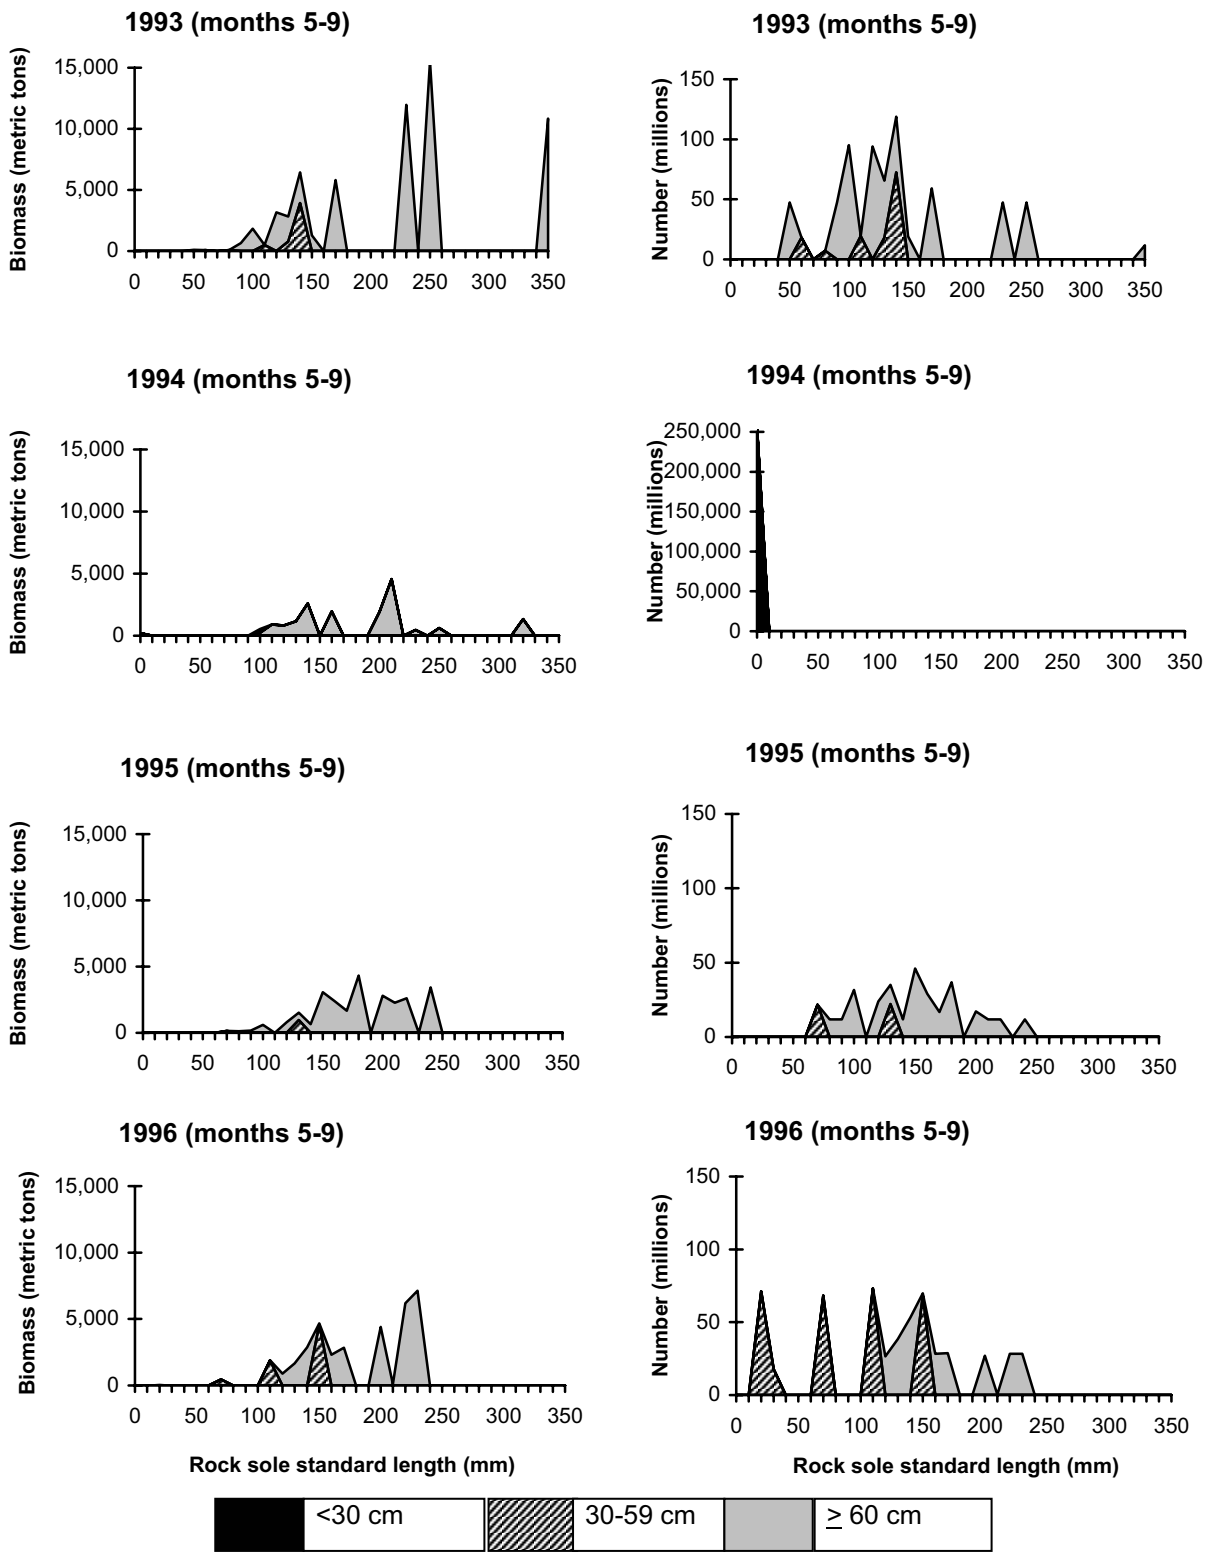 1993 (months 5-9)
Biomass (metric tons)
15,000
10,000
5,000
0
0 50 100 150 200 250 300 350
1993 (months 5-9)
Number (millions)
150
100
50
0
0 50 100 150 200 250 300 350
1994 (months 5-9)
Biomass (metric tons)
15,000
10,000
5,000
0
0 50 100 150 200 250 300 350
1994 (months 5-9)
Number (millions)
250,000
200,000
150,000
100,000
50,000
0
0 50 100 150 200 250 300 350
1995 (months 5-9)
Biomass (metric tons)
15,000
10,000
5,000
0
0 50 100 150 200 250 300 350
1995 (months 5-9)
Number (millions)
150
100
50
0
0 50 100 150 200 250 300 350
1996 (months 5-9)
Biomass (metric tons)
15,000
10,000
5,000
0
0 50 100 150 200 250 300 350
Rock sole standard length (mm)
1996 (months 5-9)
Number (millions)
150
100
50
0
0 50 100 150 200 250 300 350
Rock sole standard length (mm)
<30 cm 30-59 cm ≥ 60 cm